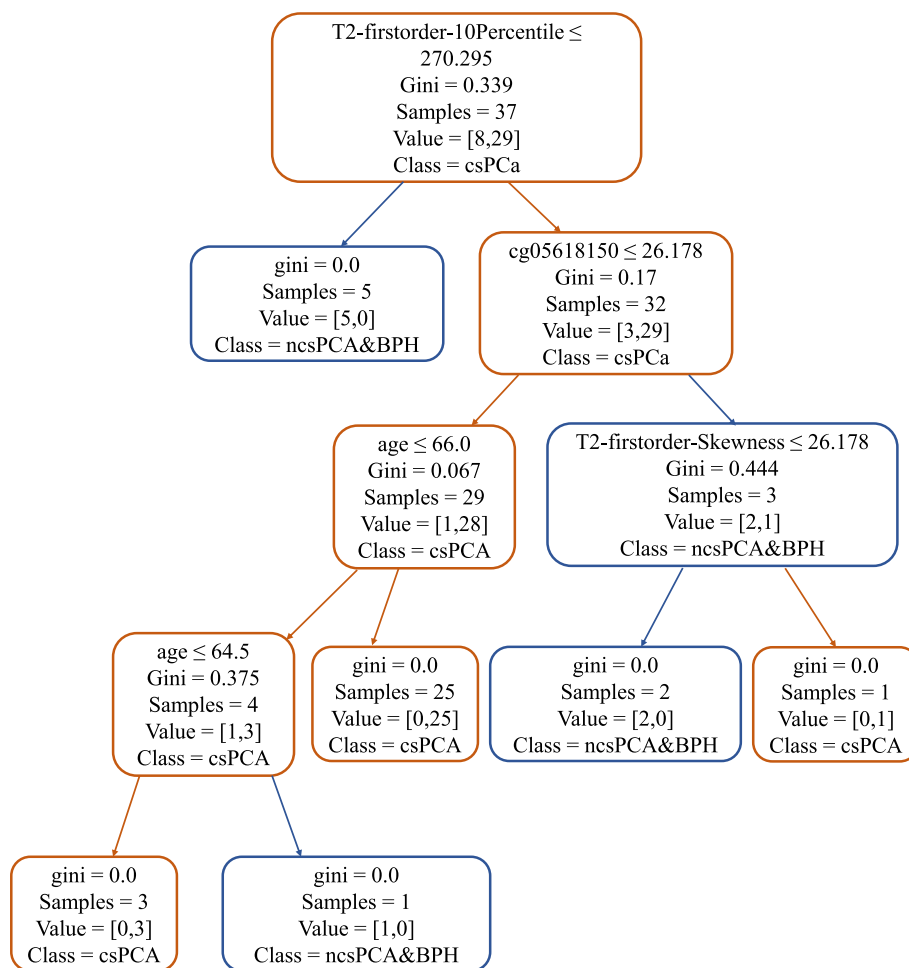 T2-firstorder-10Percentile ≤
270.295
Gini = 0.339
Samples = 37
Value = [8,29]
Class = csPCa
gini = 0.0
Samples = 5
Value = [5,0]
Class = ncsPCA&BPH
cg05618150 ≤ 26.178
Gini = 0.17
Samples = 32
Value = [3,29]
Class = csPCa
age ≤ 66.0
Gini = 0.067
Samples = 29
Value = [1,28]
Class = csPCA
T2-firstorder-Skewness ≤ 26.178
Gini = 0.444
Samples = 3
Value = [2,1]
Class = ncsPCA&BPH
age ≤ 64.5
Gini = 0.375
Samples = 4
Value = [1,3]
Class = csPCA
gini = 0.0
Samples = 25
Value = [0,25]
Class = csPCA
gini = 0.0
Samples = 2
Value = [2,0]
Class = ncsPCA&BPH
gini = 0.0
Samples = 1
Value = [0,1]
Class = csPCA
gini = 0.0
Samples = 3
Value = [0,3]
Class = csPCA
gini = 0.0
Samples = 1
Value = [1,0]
Class = ncsPCA&BPH